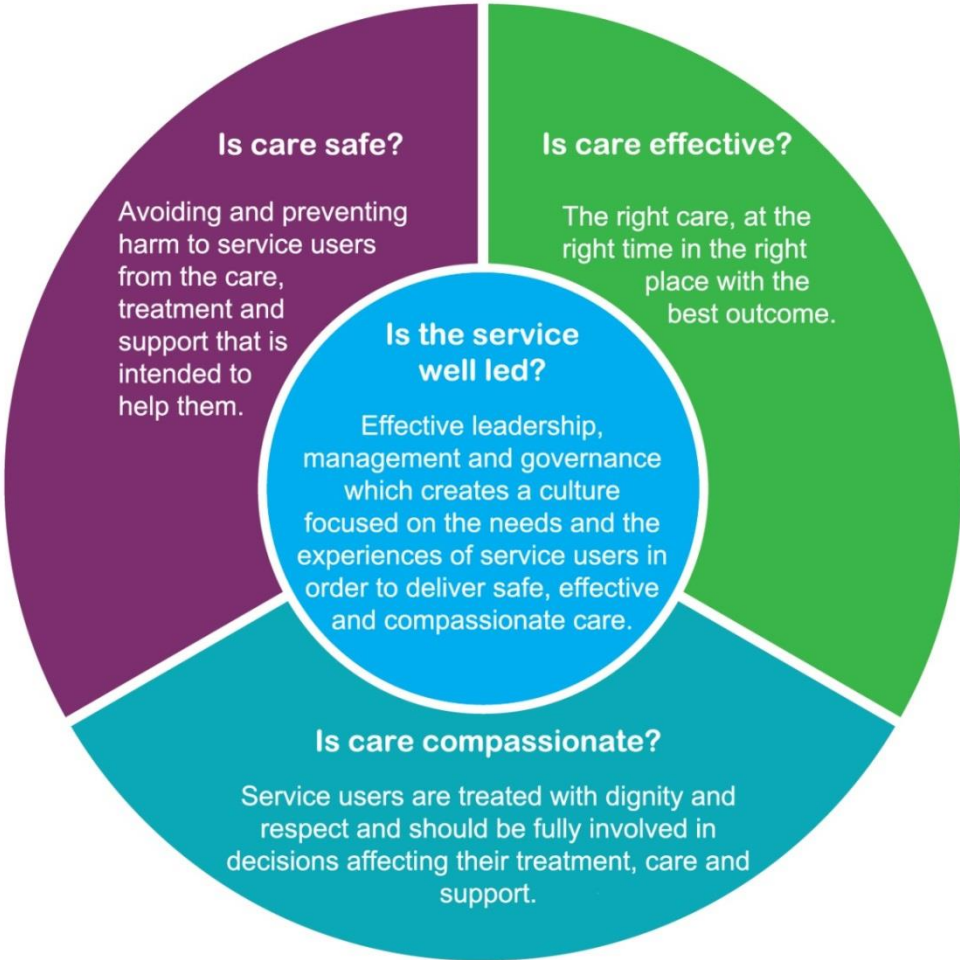 Is care safe?
Avoiding and preventing
harm to service users
from the care,
treatment and
support that is
intended to
help them.
Is care effective?
The right care, at the
right time in the right
place with the
best outcome.
Is the service
well led?
Effective leadership,
management and governance
which creates a culture
focused on the needs and the
experiences of service users in
order to deliver safe, effective
and compassionate care.
Is care compassionate?
Service users are treated with dignity and
respect and should be fully involved in
decisions affecting their treatment, care and
support.